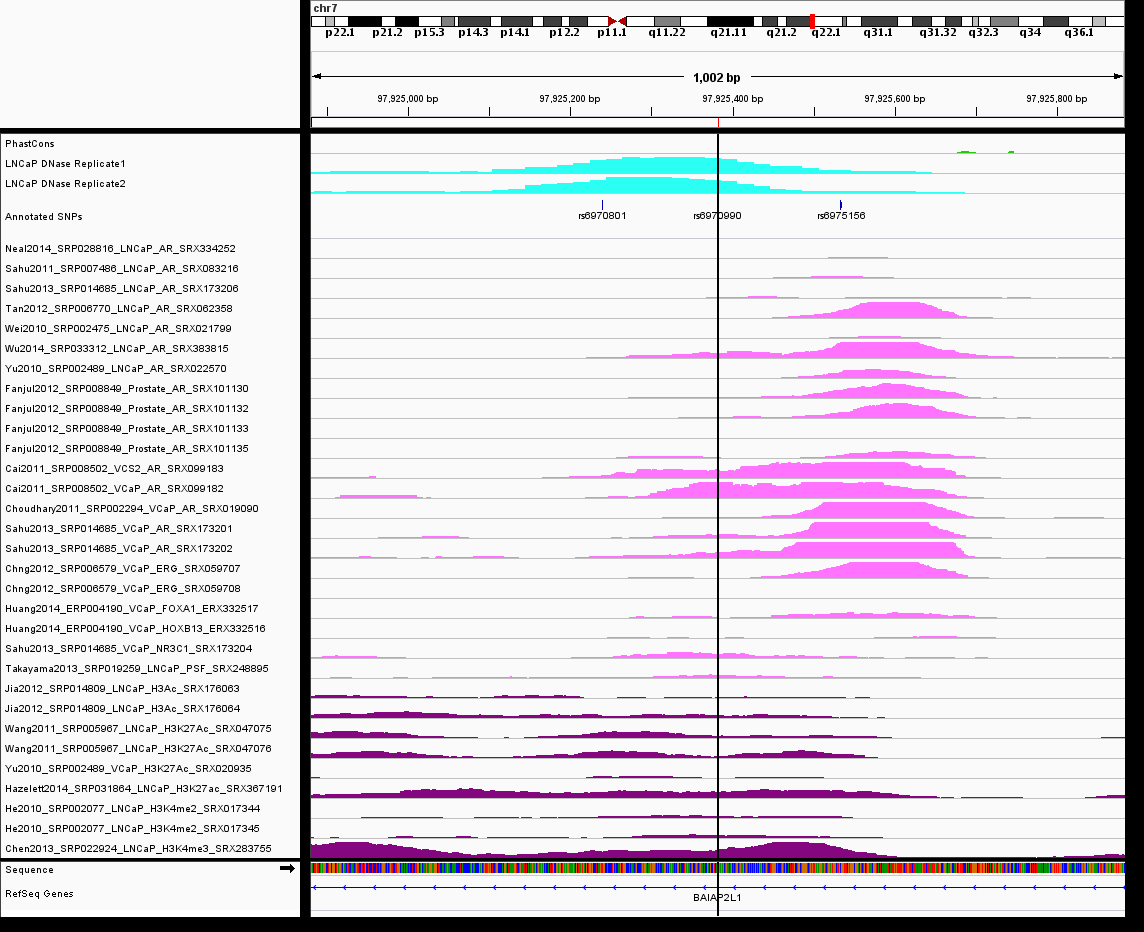 chr7
p22.1 p21.2 p15.3 p14.3 p14.1 p12.2 p11.1 q11.22 q21.11 q21.2 q22.1 q31.1 q31.32 q32.3 q34 q36.1
1,002 bp
97,925,000 bp 97,925,200 bp 97,925,400 bp 97,925,600 bp 97,925,800 bp
PhastCons
LNCaP DNase Replicate1
LNCaP DNase Replicate2
Annotated SNPs rs6970801 rs6970990 rs6975156
Neal2014_SRP028816_LNCaP_AR_SRX334252
Sahu2011_SRP007486_LNCaP_AR_SRX083216
Sahu2013_SRP014685_LNCaP_AR_SRX173206
Tan2012_SRP006770_LNCaP_AR_SRX062358
Wei2010_SRP002475_LNCaP_AR_SRX021799
Wu2014_SRP033312_LNCaP_AR_SRX383815
Yu2010_SRP002489_LNCaP_AR_SRX022570
Fanjul2012_SRP008849_Prostate_AR_SRX101130
Fanjul2012_SRP008849_Prostate_AR_SRX101132
Fanjul2012_SRP008849_Prostate_AR_SRX101133
Fanjul2012_SRP008849_Prostate_AR_SRX101135
Cai2011_SRP008502_VCS2_AR_SRX099183
Cai2011_SRP008502_VCaP_AR_SRX099182
Choudhary2011_SRP002294_VCaP_AR_SRX019090
Sahu2013_SRP014685_VCaP_AR_SRX173201
Sahu2013_SRP014685_VCaP_AR_SRX173202
Chng2012_SRP006579_VCaP_ERG_SRX059707
Chng2012_SRP006579_VCaP_ERG_SRX059708
Huang2014_ERP004190_VCaP_FOXA1_ERX332517
Huang2014_ERP004190_VCaP_HOXB13_ERX332516
Sahu2013_SRP014685_VCaP_NR3C1_SRX173204
Takayama2013_SRP019259_LNCaP_PSF_SRX248895
Jia2012_SRP014809_LNCaP_H3Ac_SRX176063
Jia2012_SRP014809_LNCaP_H3Ac_SRX176064
Wang2011_SRP005967_LNCaP_H3K27Ac_SRX047075
Wang2011_SRP005967_LNCaP_H3K27Ac_SRX047076
Yu2010_SRP002489_VCaP_H3K27Ac_SRX020935
Hazelett2014_SRP031864_LNCaP_H3K27ac_SRX367191
He2010_SRP002077_LNCaP_H3K4me2_SRX017344
He2010_SRP002077_LNCaP_H3K4me2_SRX017345
Chen2013_SRP022924_LNCaP_H3K4me3_SRX283755
Sequence
RefSeq Genes
BAIAP2L1